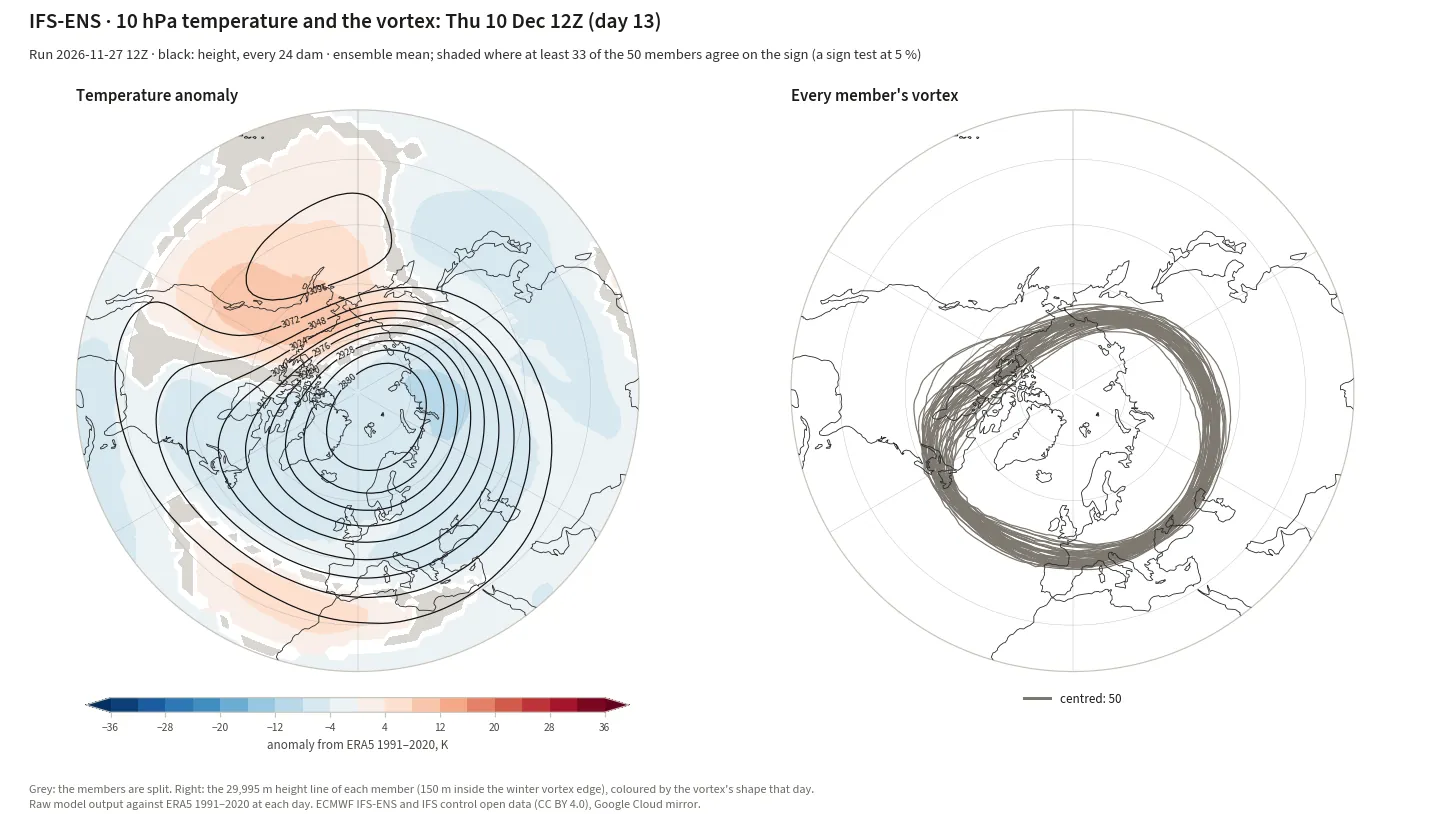 IFS-ENS · 10 hPa temperature and the vortex: Thu 10 Dec 12Z (day 13)
Run 2026-11-27 12Z · black: height, every 24 dam · ensemble mean; shaded where at least 33 of the 50 members agree on the sign (a sign test at 5 %)
Temperature anomaly
Every member's vortex
3096
3072
3048
3024
2976
2928
2880
centred: 50
−36 −28 −20 −12 −4 4 12 20 28 36
anomaly from ERA5 1991–2020, K
Grey: the members are split. Right: the 29,995 m height line of each member (150 m inside the winter vortex edge), coloured by the vortex's shape that day.
Raw model output against ERA5 1991–2020 at each day. ECMWF IFS-ENS and IFS control open data (CC BY 4.0), Google Cloud mirror.